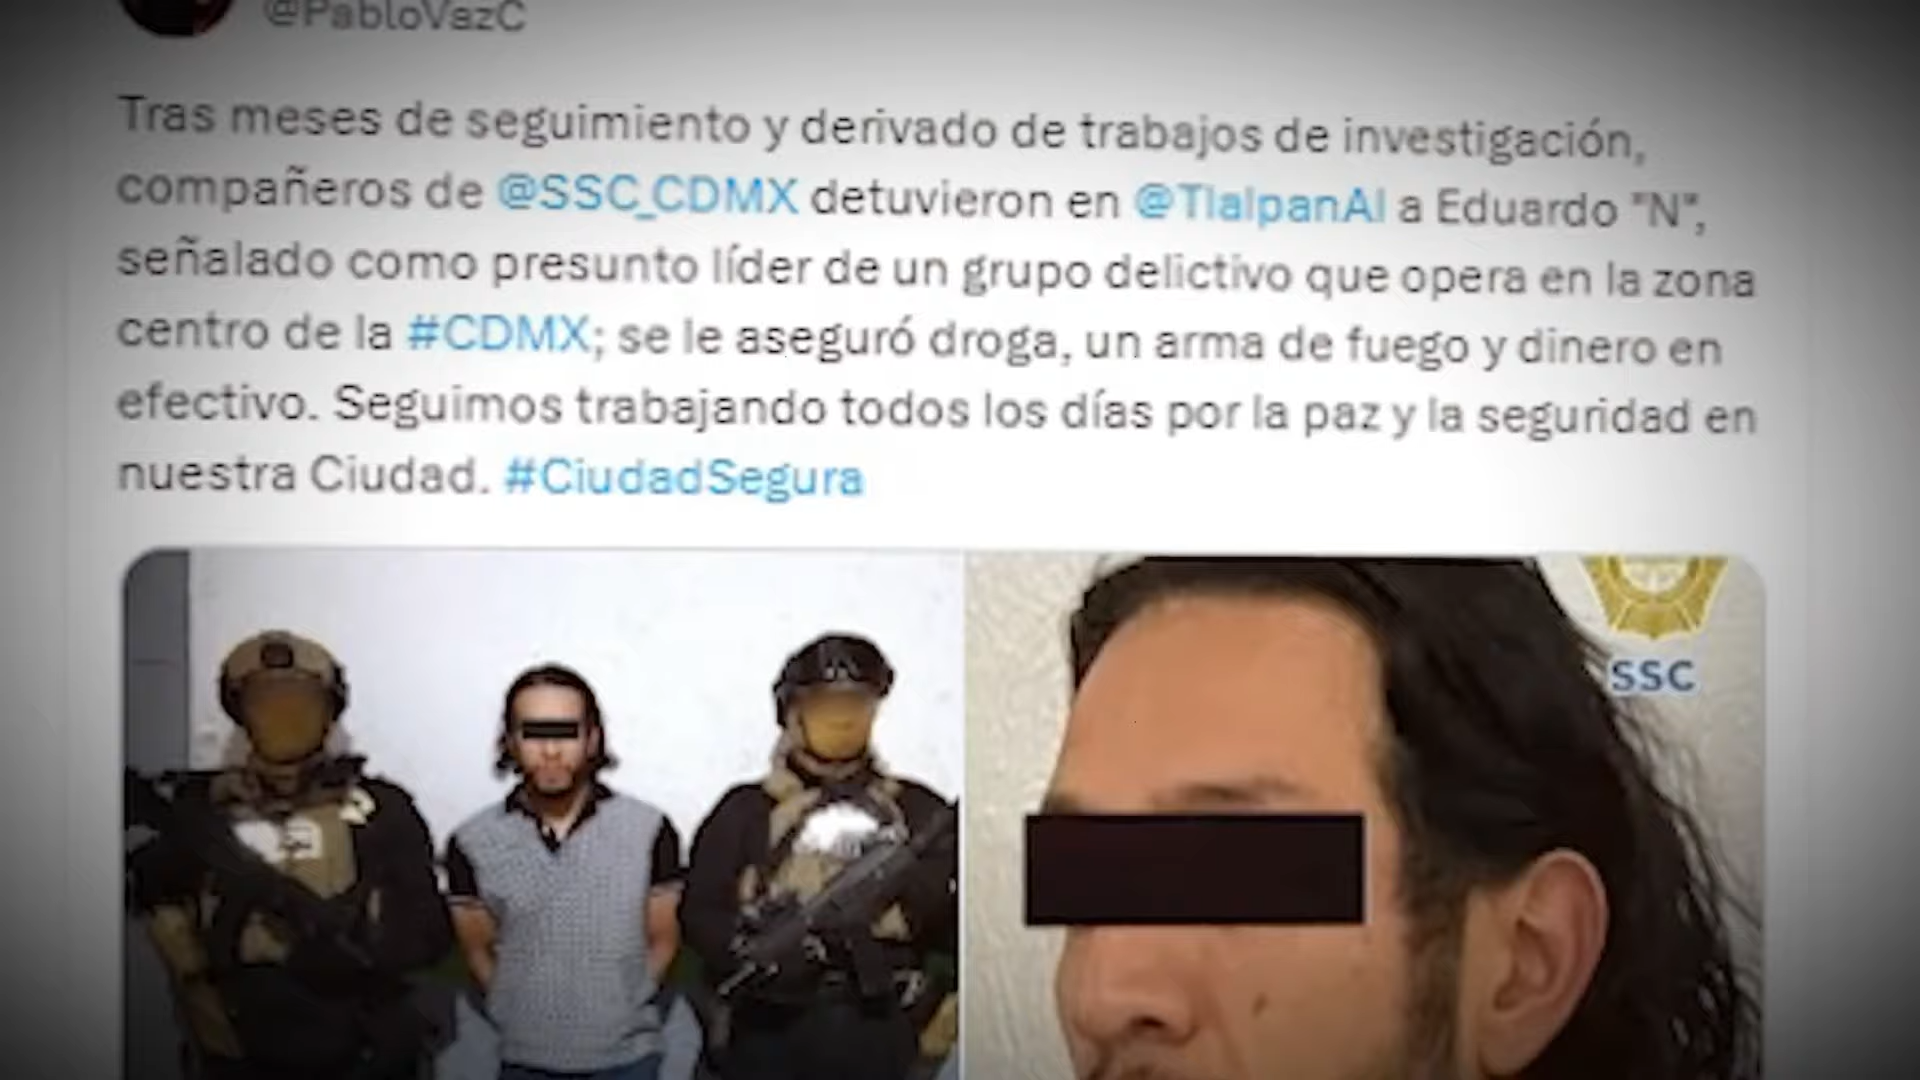 @PabloVazC
Tras meses de seguimiento y derivado de trabajos de investigación,
compañeros de @SSC_CDMX detuvieron en @TlalpanAl a Eduardo "N",
señalado como presunto líder de un grupo delictivo que opera en la zona
centro de la #CDMX; se le aseguró droga, un arma de fuego y dinero en
efectivo. Seguimos trabajando todos los días por la paz y la seguridad en
nuestra Ciudad. #CiudadSegura
SSC